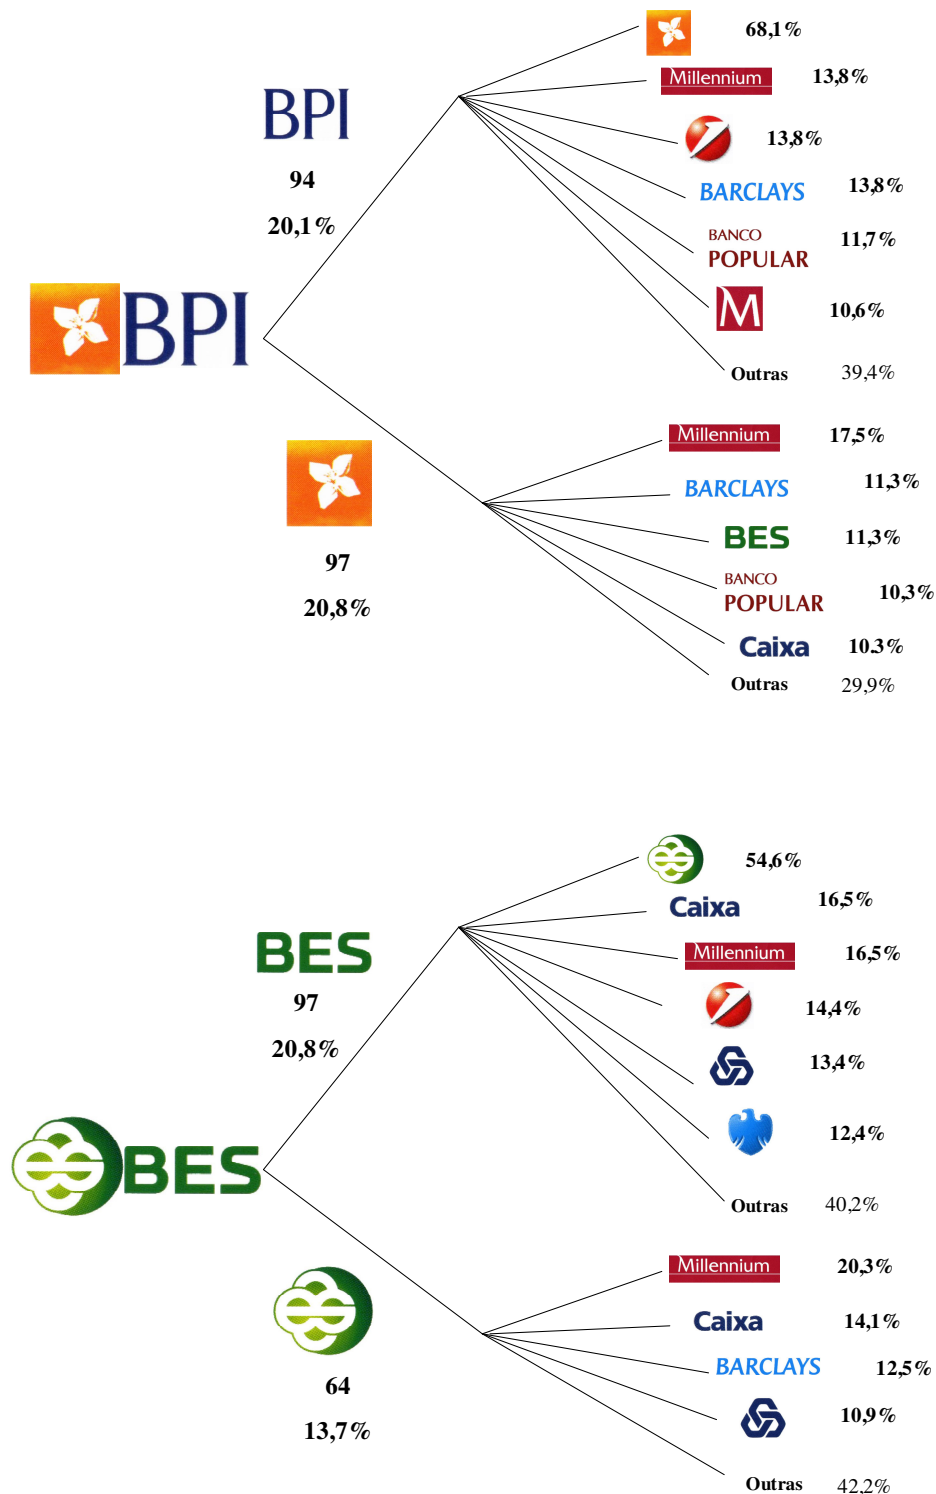 68,1%
Millennium 13,8%
BPI
13,8%
94
BARCLAYS 13,8%
20,1%
BANCO
POPULAR 11,7%
BPI
M 10,6%
Outras 39,4%
Millennium 17,5%
BARCLAYS 11,3%
BES 11,3%
97
BANCO
POPULAR 10,3%
20,8%
Caixa 10.3%
Outras 29,9%
54,6%
Caixa 16,5%
BES
Millennium 16,5%
97
14,4%
20,8%
13,4%
12,4%
BES
Outras 40,2%
Millennium 20,3%
Caixa 14,1%
BARCLAYS 12,5%
64
10,9%
13,7%
Outras 42,2%